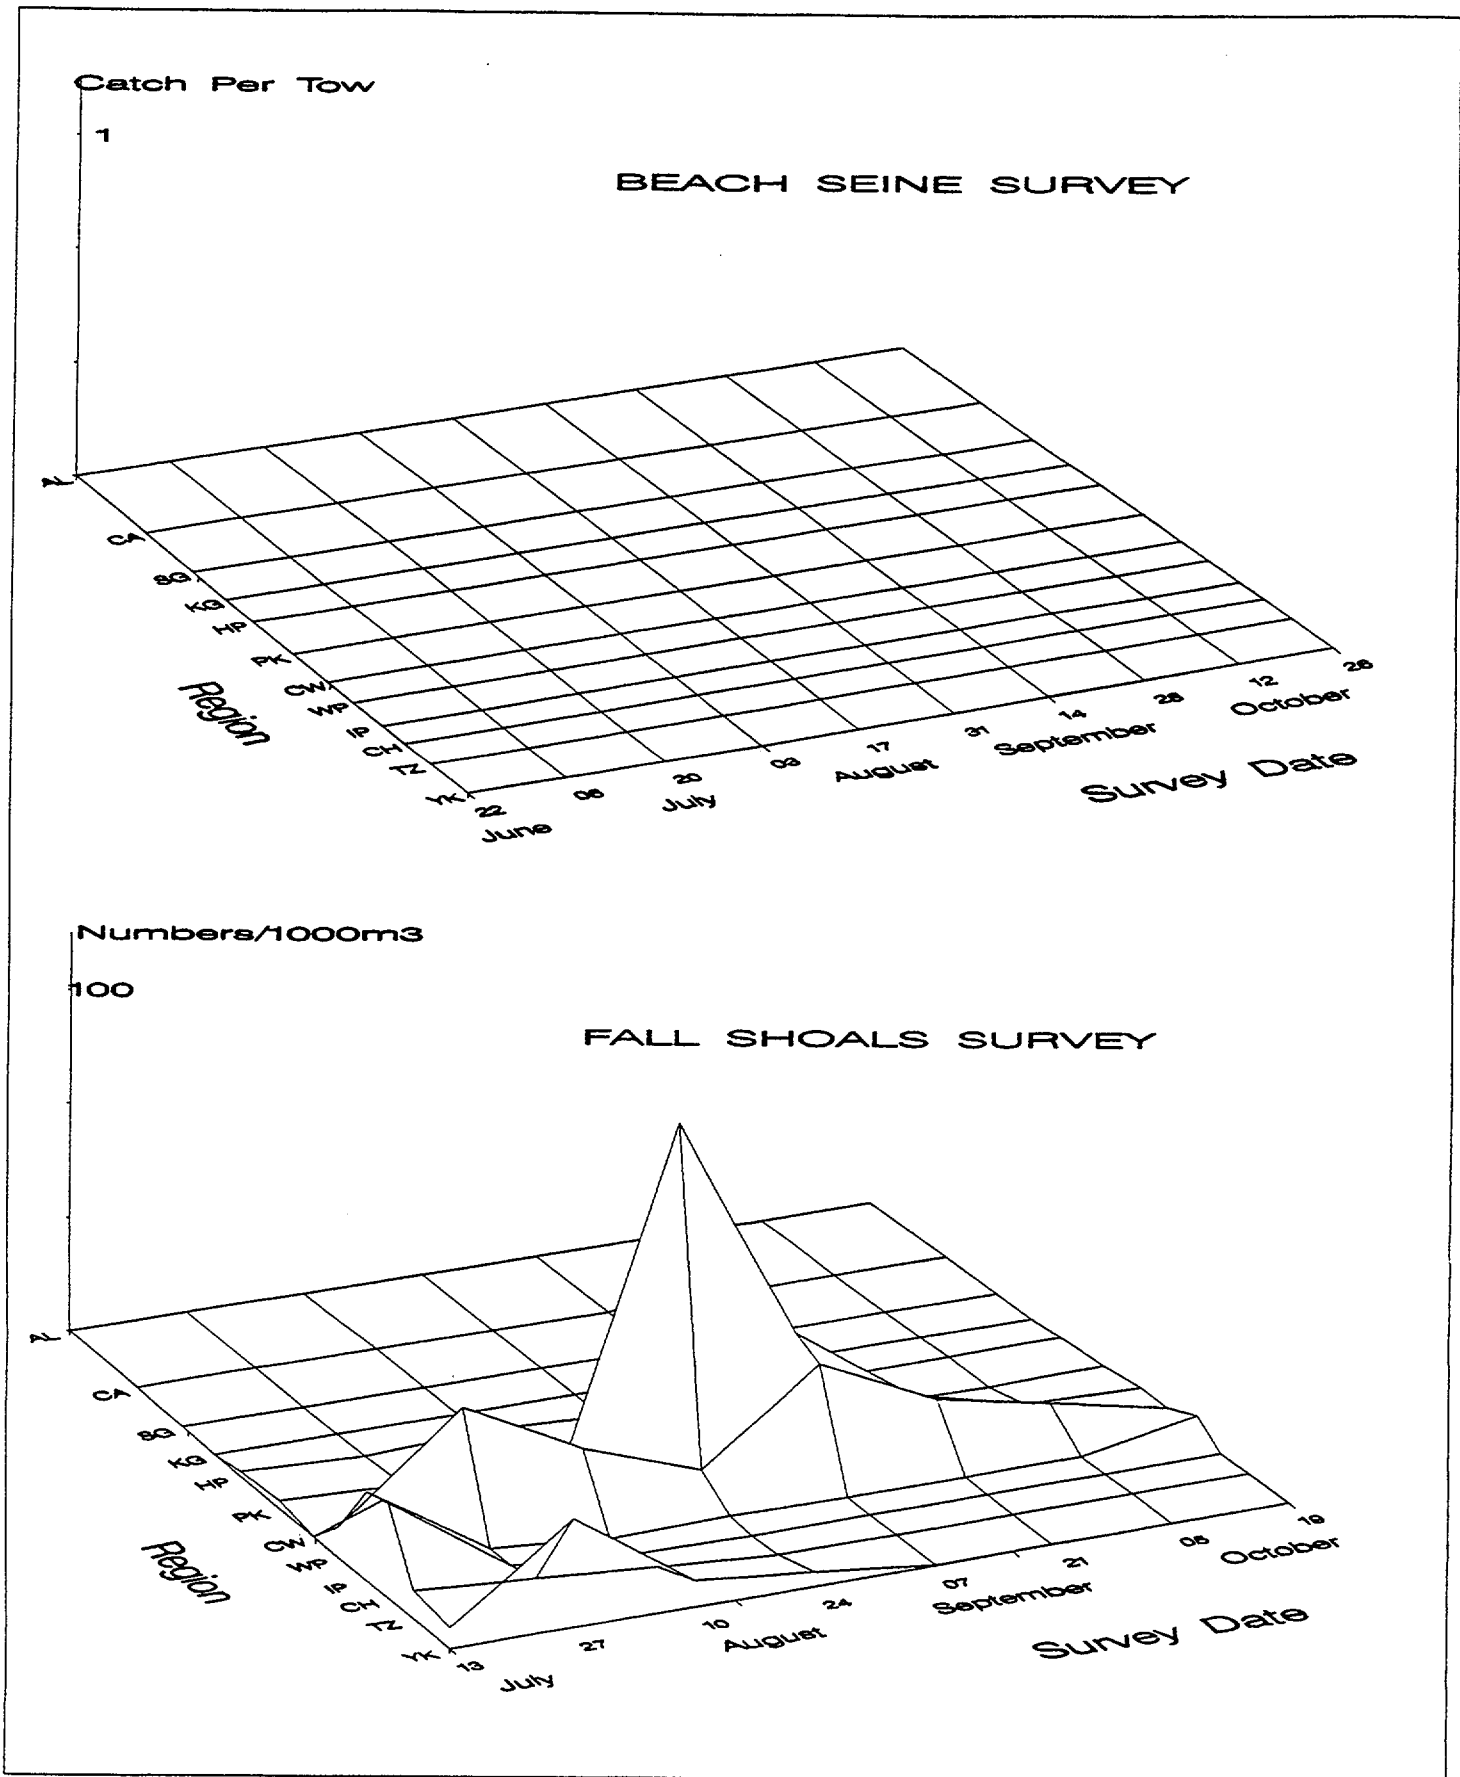 Catch Per Tow
1
BEACH SEINE SURVEY
AL
CA
SG
KG
HP
PK
CW
WP
IP
CH
TZ
YK
Region
22 06 20 03 17 31 14 28 12 26
June July August September October
Survey Date
Numbers/1000m3
100
FALL SHOALS SURVEY
AL
CA
SG
KG
HP
PK
CW
WP
IP
CH
TZ
YK
Region
13 27 10 24 07 21 05 19
July August September October
Survey Date